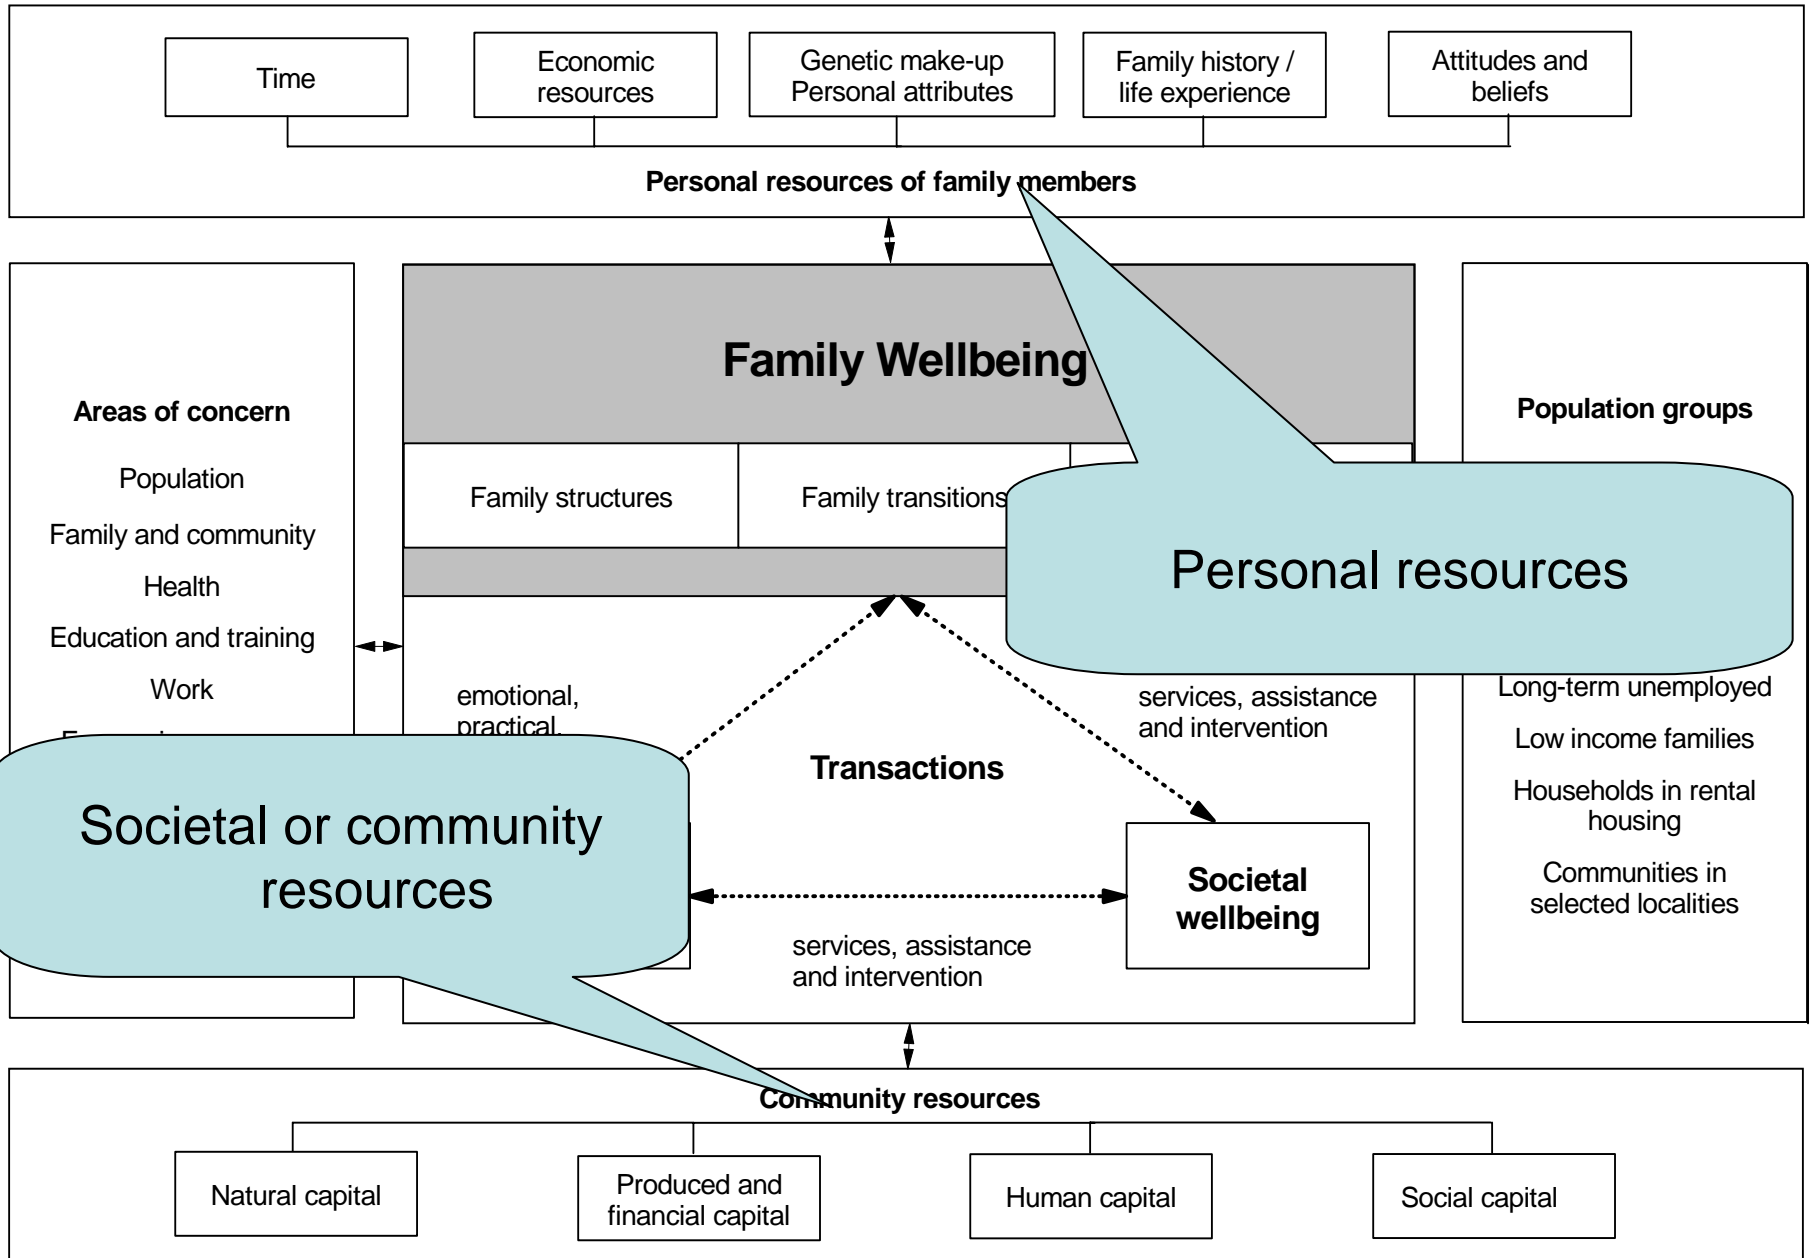 Time
Economic
resources
Genetic make-up
Personal attributes
Family history /
life experience
Attitudes and
beliefs
Personal resources of family members
Areas of concern
Population
Family and community
Health
Education and training
Work
Family Wellbeing
Family structures
Family transitions
emotional,
practical,
Transactions
services, assistance
and intervention
Societal
wellbeing
services, assistance
and intervention
Population groups
Long-term unemployed
Low income families
Households in rental
housing
Communities in
selected localities
Personal resources
Societal or community
resources
Community resources
Natural capital
Produced and
financial capital
Human capital
Social capital